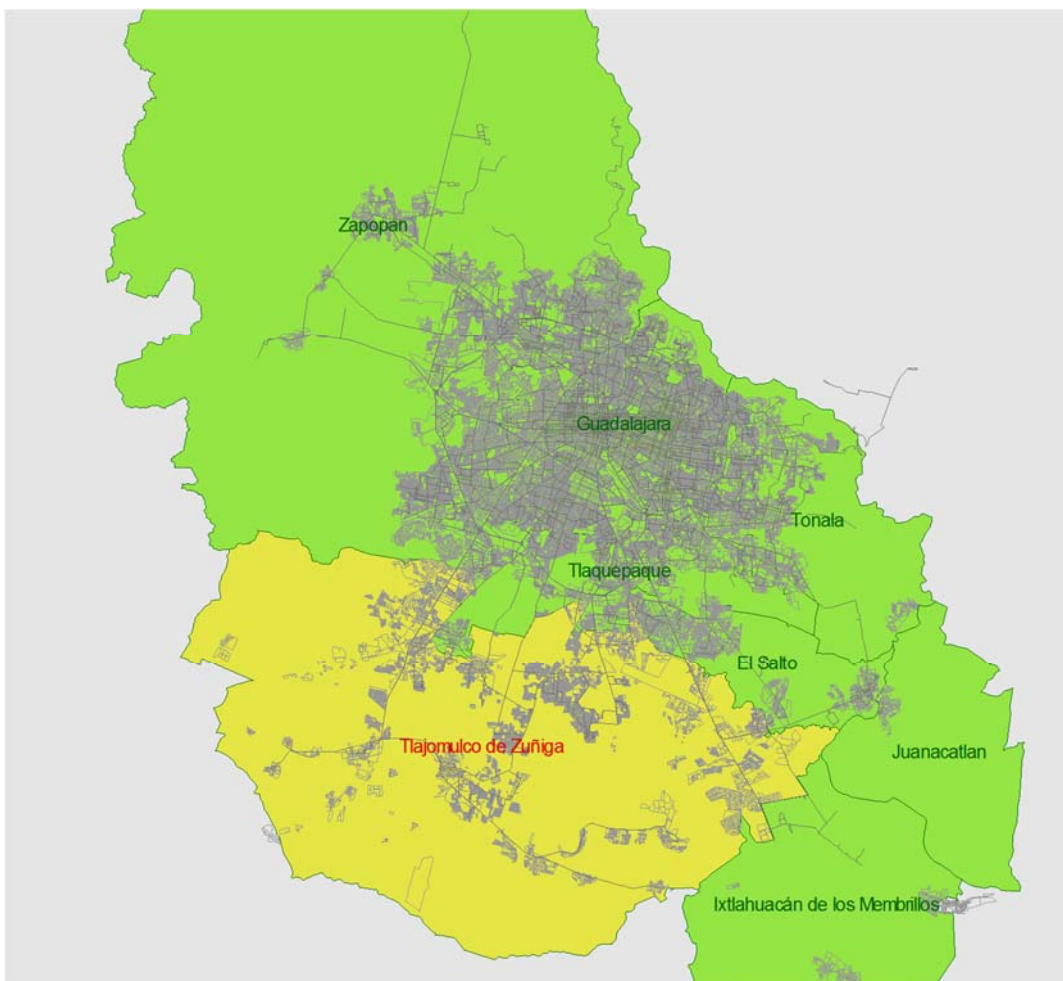 Zapopan
Guadalajara
Tonala
Tlaquepaque
El Salto
Tlajomulco de Zuñiga
Juanacatlan
Ixtlahuacán de los Membrillos